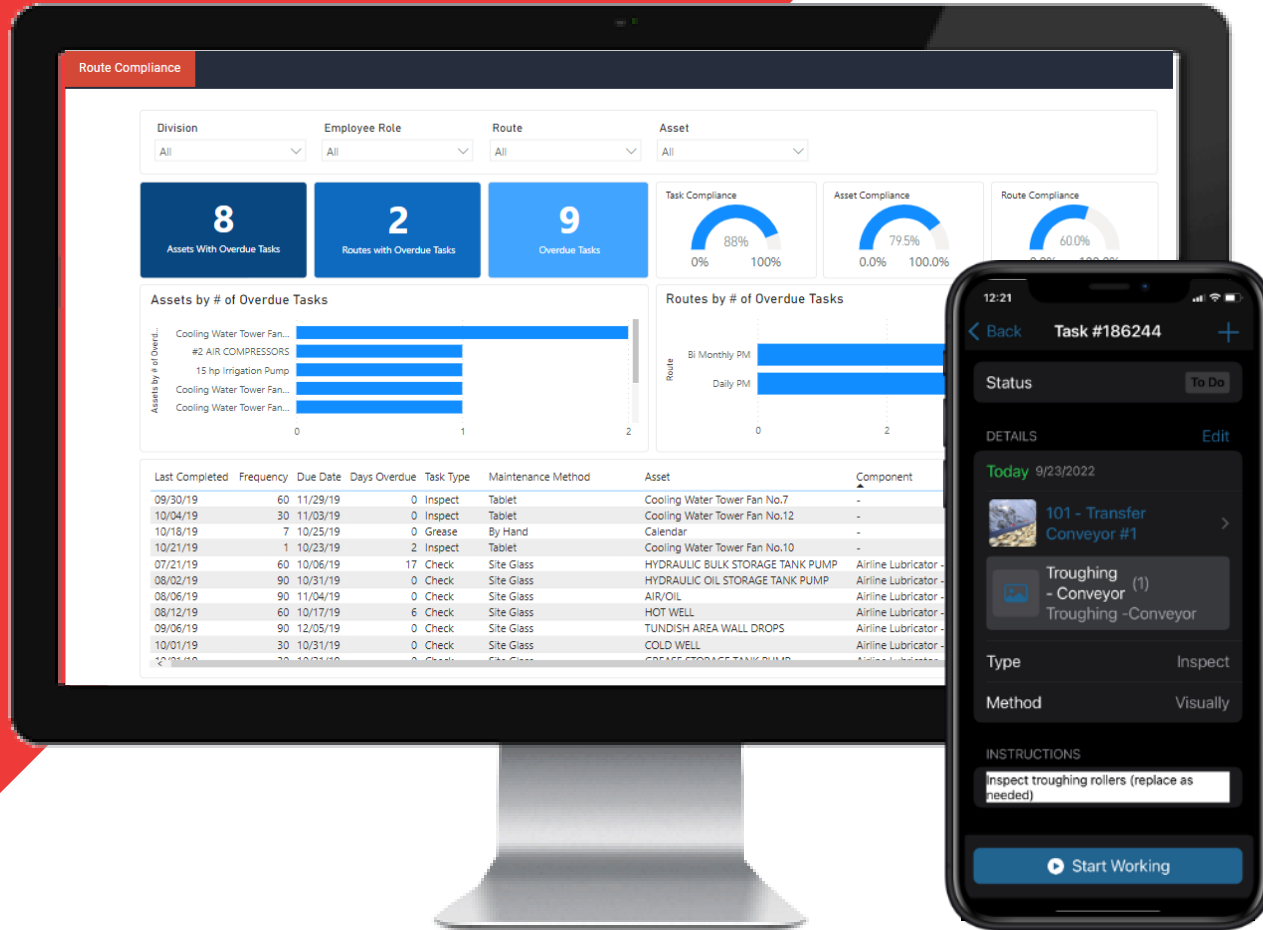 Route Compliance
Division Employee Role Route Asset
All All All All
8
Assets With Overdue Tasks
2
Routes with Overdue Tasks
9
Overdue Tasks
Task Compliance
88%
0% 100%
Asset Compliance
79.5%
0.0% 100.0%
Route Compliance
60.0%
Assets by # of Overdue Tasks
Assets by # of Overd...
Cooling Water Tower Fan...
#2 AIR COMPRESSORS
15 hp Irrigation Pump
Cooling Water Tower Fan...
Cooling Water Tower Fan...
0 1 2
Routes by # of Overdue Tasks
Route
Bi Monthly PM
Daily PM
0 2
Last Completed Frequency Due Date Days Overdue Task Type Maintenance Method Asset Component
09/30/19 60 11/29/19 0 Inspect Tablet Cooling Water Tower Fan No.7 -
10/04/19 30 11/03/19 0 Inspect Tablet Cooling Water Tower Fan No.12 -
10/18/19 7 10/25/19 0 Grease By Hand Calendar -
10/21/19 1 10/23/19 2 Inspect Tablet Cooling Water Tower Fan No.10 -
07/21/19 60 10/06/19 17 Check Site Glass HYDRAULIC BULK STORAGE TANK PUMP Airline Lubricator -
08/02/19 90 10/31/19 0 Check Site Glass HYDRAULIC OIL STORAGE TANK PUMP Airline Lubricator -
08/06/19 90 11/04/19 0 Check Site Glass AIR/OIL Airline Lubricator -
08/12/19 60 10/17/19 6 Check Site Glass HOT WELL Airline Lubricator -
09/06/19 90 12/05/19 0 Check Site Glass TUNDISH AREA WALL DROPS Airline Lubricator -
10/01/19 30 10/31/19 0 Check Site Glass COLD WELL Airline Lubricator -
12:21
Back Task #186244
Status To Do
DETAILS Edit
Today 9/23/2022
101 - Transfer
Conveyor #1
Troughing
- Conveyor (1)
Troughing -Conveyor
Type Inspect
Method Visually
INSTRUCTIONS
Inspect troughing rollers (replace as
needed)
Start Working